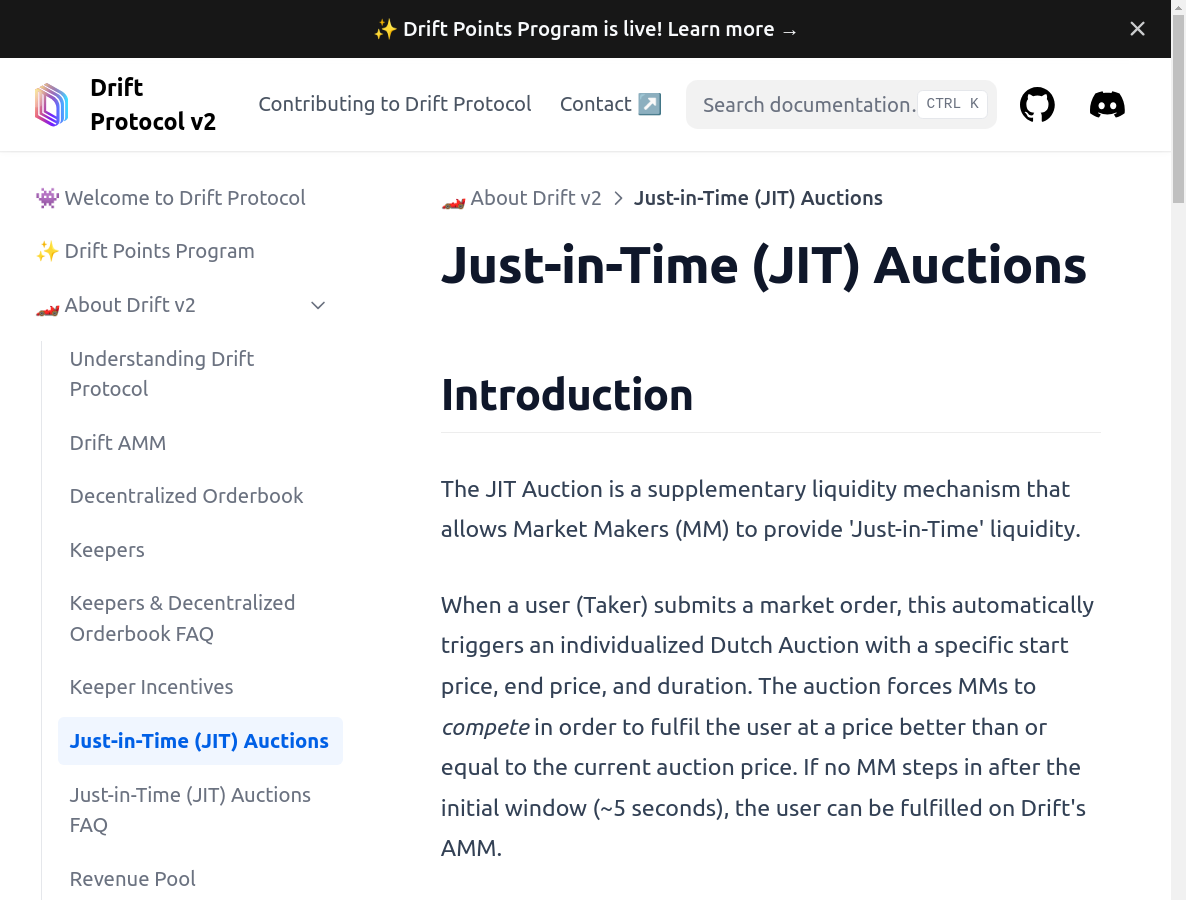 ✨ Drift Points Program is live! Learn more →
Drift
Protocol v2
Contributing to Drift Protocol
Contact ↗️
Search documentation.
CTRL K
👾 Welcome to Drift Protocol
✨ Drift Points Program
🏎️ About Drift v2
Understanding Drift
Protocol
Drift AMM
Decentralized Orderbook
Keepers
Keepers & Decentralized
Orderbook FAQ
Keeper Incentives
Just-in-Time (JIT) Auctions
Just-in-Time (JIT) Auctions
FAQ
Revenue Pool
🏎️ About Drift v2 > Just-in-Time (JIT) Auctions
Just-in-Time (JIT) Auctions
Introduction
The JIT Auction is a supplementary liquidity mechanism that
allows Market Makers (MM) to provide 'Just-in-Time' liquidity.
When a user (Taker) submits a market order, this automatically
triggers an individualized Dutch Auction with a specific start
price, end price, and duration. The auction forces MMs to
compete in order to fulfil the user at a price better than or
equal to the current auction price. If no MM steps in after the
initial window (~5 seconds), the user can be fulfilled on Drift's
AMM.